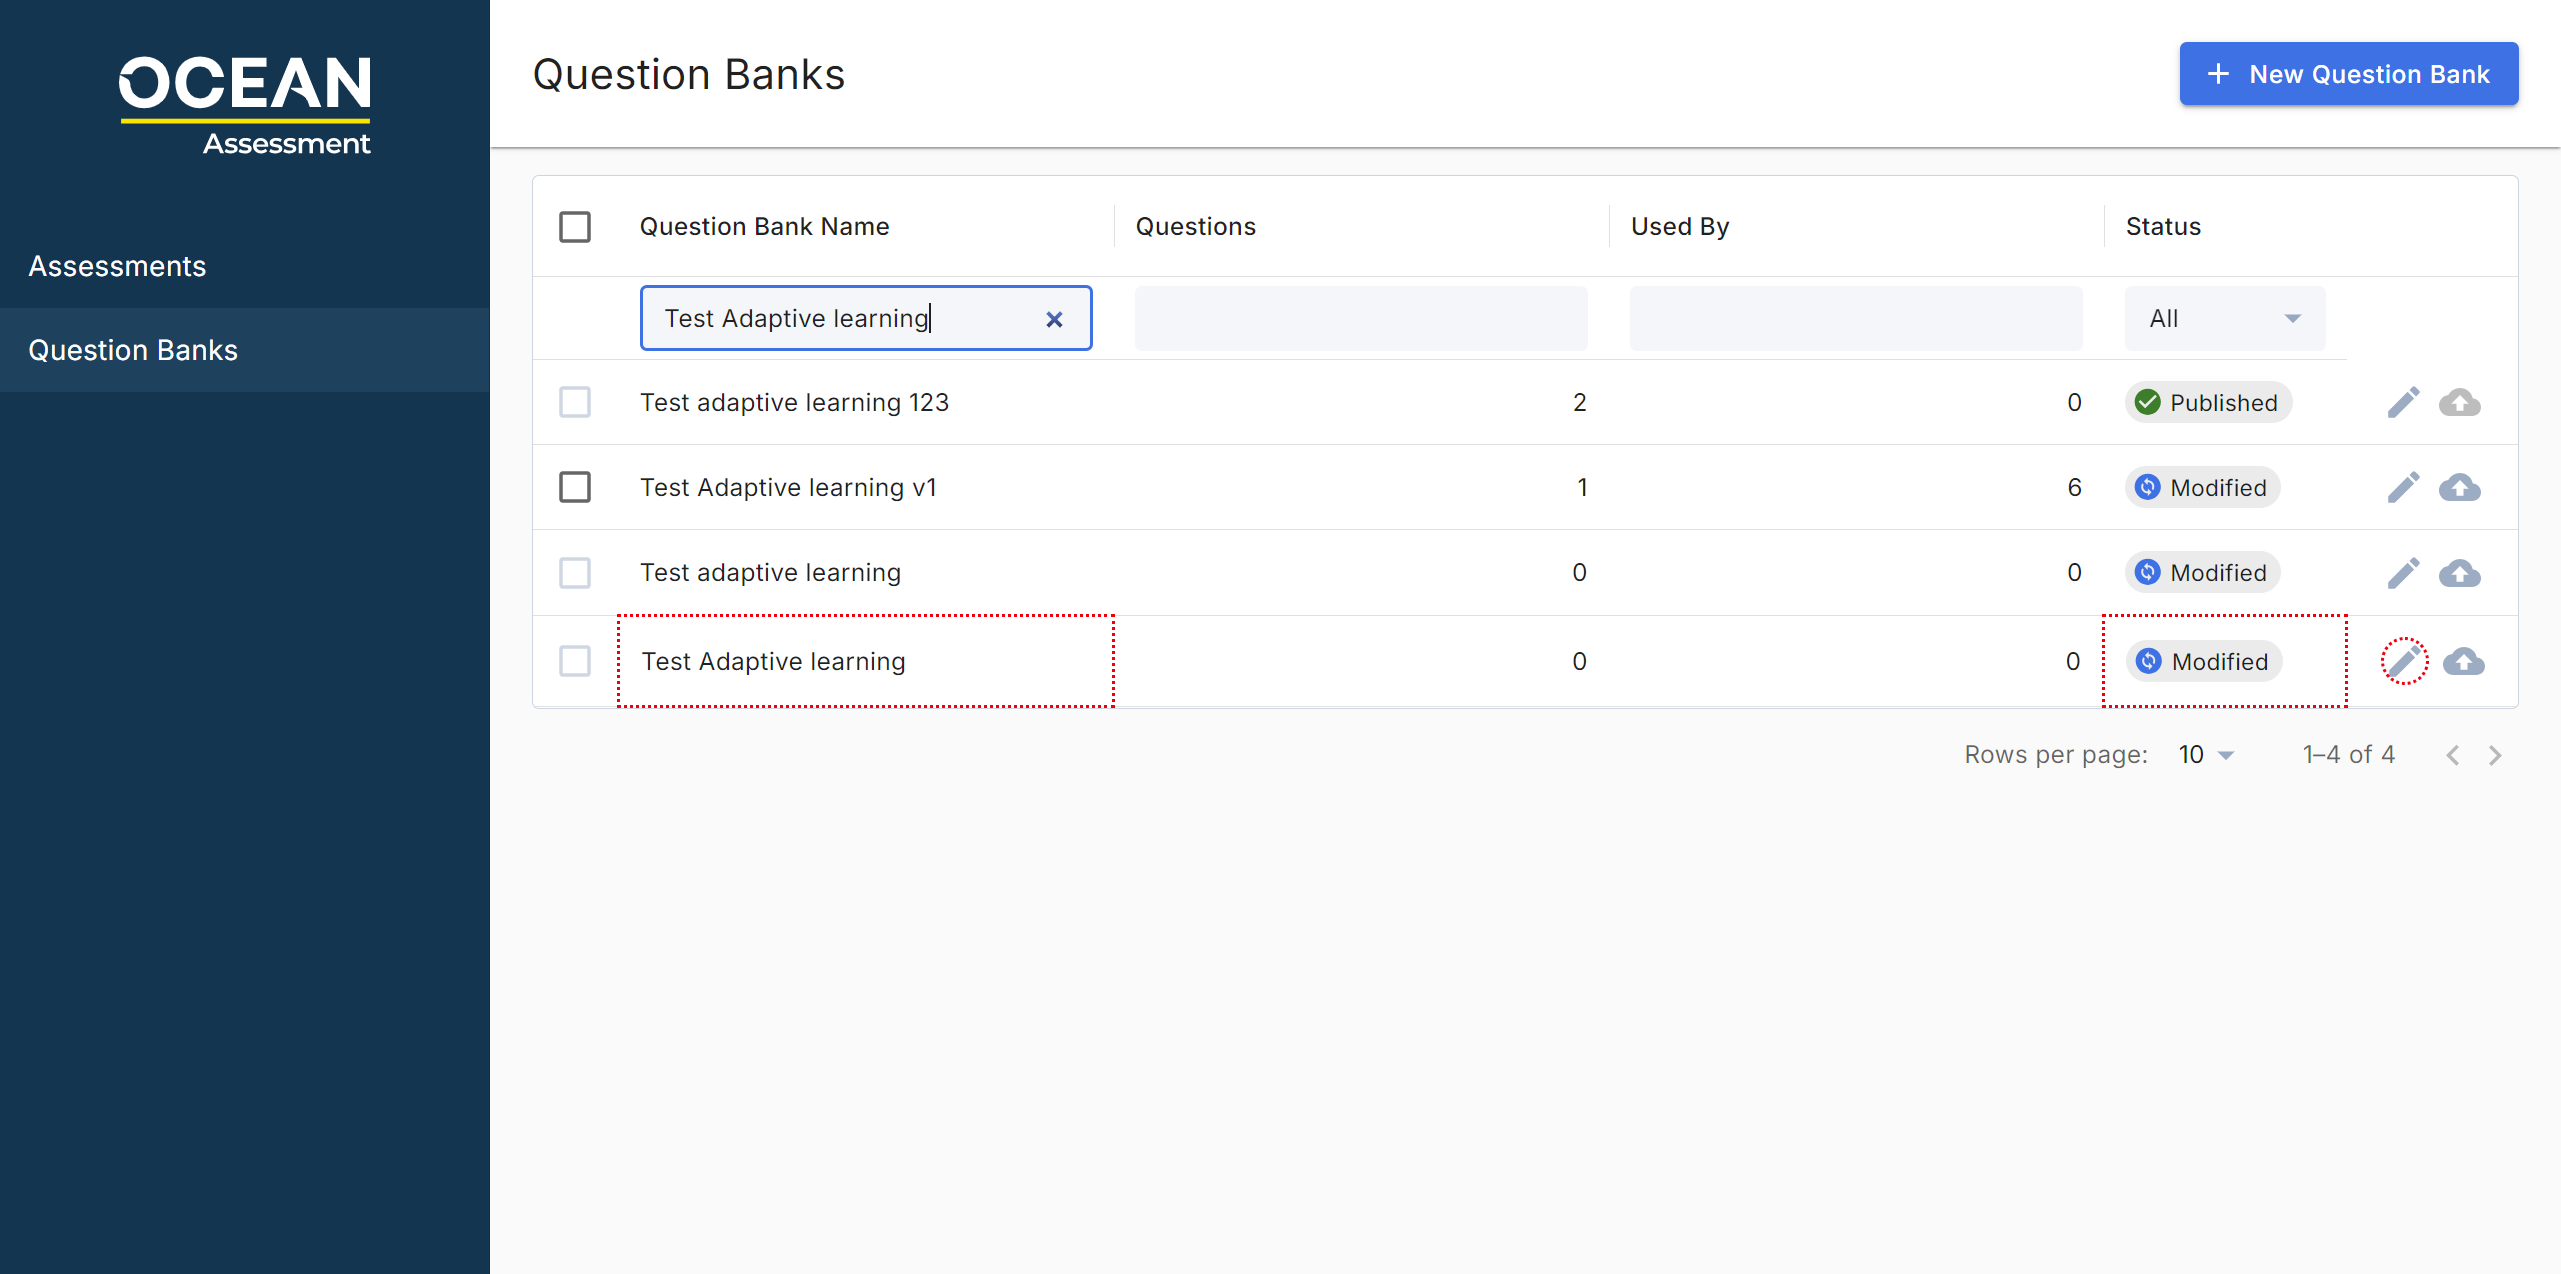 OCEAN
Assessment
Assessments
Question Banks
Question Banks
+ New Question Bank
Question Bank Name Questions Used By Status
Test Adaptive learning All
Test adaptive learning 123 2 0 Published
Test Adaptive learning v1 1 6 Modified
Test adaptive learning 0 0 Modified
Test Adaptive learning 0 0 Modified
Rows per page: 10 1–4 of 4